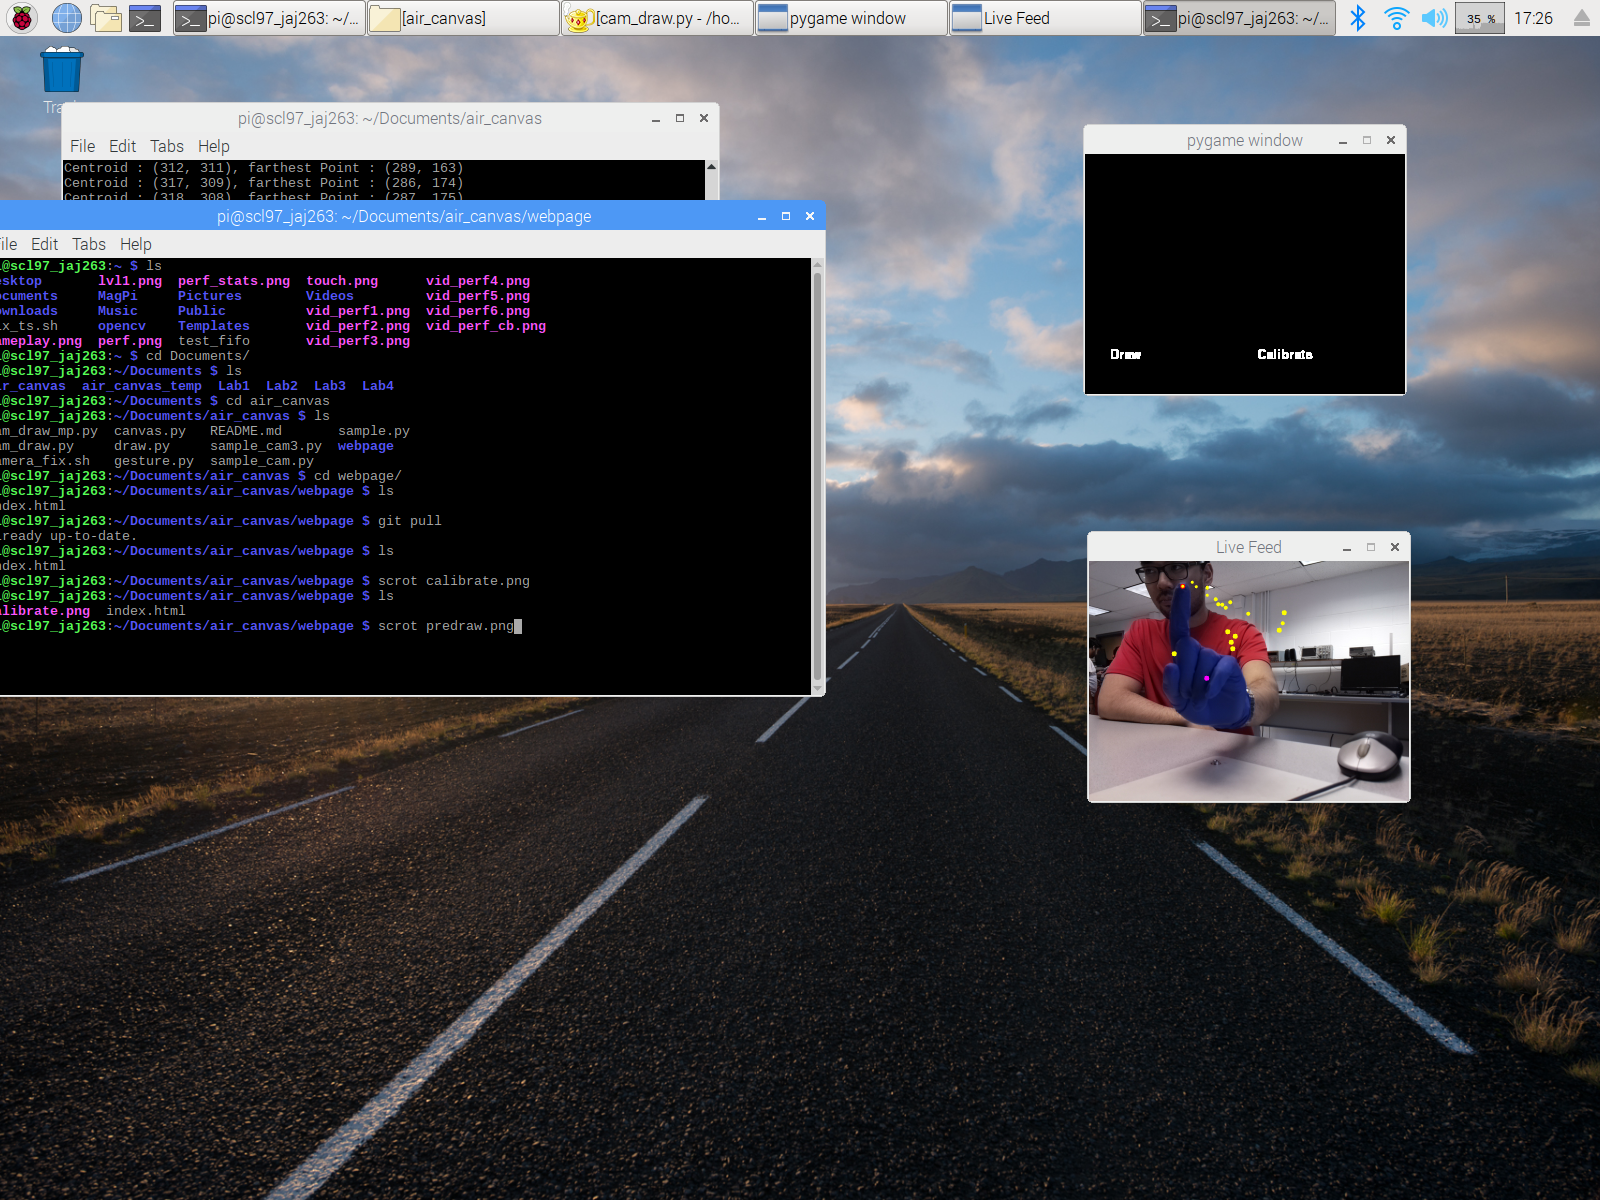 pi@scl97_jaj263: ~/...
[air_canvas]
[cam_draw.py - /ho...
pygame window
Live Feed
pi@scl97_jaj263: ~/...
35 %
17:26
pi@scl97_jaj263: ~/Documents/air_canvas
File Edit Tabs Help
Centroid : (312, 311), farthest Point : (289, 163)
Centroid : (317, 309), farthest Point : (286, 174)
Centroid : (318, 308), farthest Point : (287, 175)
pi@scl97_jaj263: ~/Documents/air_canvas/webpage
ile Edit Tabs Help
i@scl97_jaj263:~ $ ls
esktop lvl1.png perf_stats.png touch.png vid_perf4.png
ocuments MagPi Pictures Videos vid_perf5.png
ownloads Music Public vid_perf1.png vid_perf6.png
ix_ts.sh opencv Templates vid_perf2.png vid_perf_cb.png
ameplay.png perf.png test_fifo vid_perf3.png
i@scl97_jaj263:~ $ cd Documents/
i@scl97_jaj263:~/Documents $ ls
ir_canvas air_canvas_temp Lab1 Lab2 Lab3 Lab4
i@scl97_jaj263:~/Documents $ cd air_canvas
i@scl97_jaj263:~/Documents/air_canvas $ ls
am_draw_mp.py canvas.py README.md sample.py
am_draw.py draw.py sample_cam3.py webpage
amera_fix.sh gesture.py sample_cam.py
i@scl97_jaj263:~/Documents/air_canvas $ cd webpage/
i@scl97_jaj263:~/Documents/air_canvas/webpage $ ls
ndex.html
i@scl97_jaj263:~/Documents/air_canvas/webpage $ git pull
lready up-to-date.
i@scl97_jaj263:~/Documents/air_canvas/webpage $ ls
ndex.html
i@scl97_jaj263:~/Documents/air_canvas/webpage $ scrot calibrate.png
i@scl97_jaj263:~/Documents/air_canvas/webpage $ ls
alibrate.png index.html
i@scl97_jaj263:~/Documents/air_canvas/webpage $ scrot predraw.png
pygame window
Draw Calibrate
Live Feed